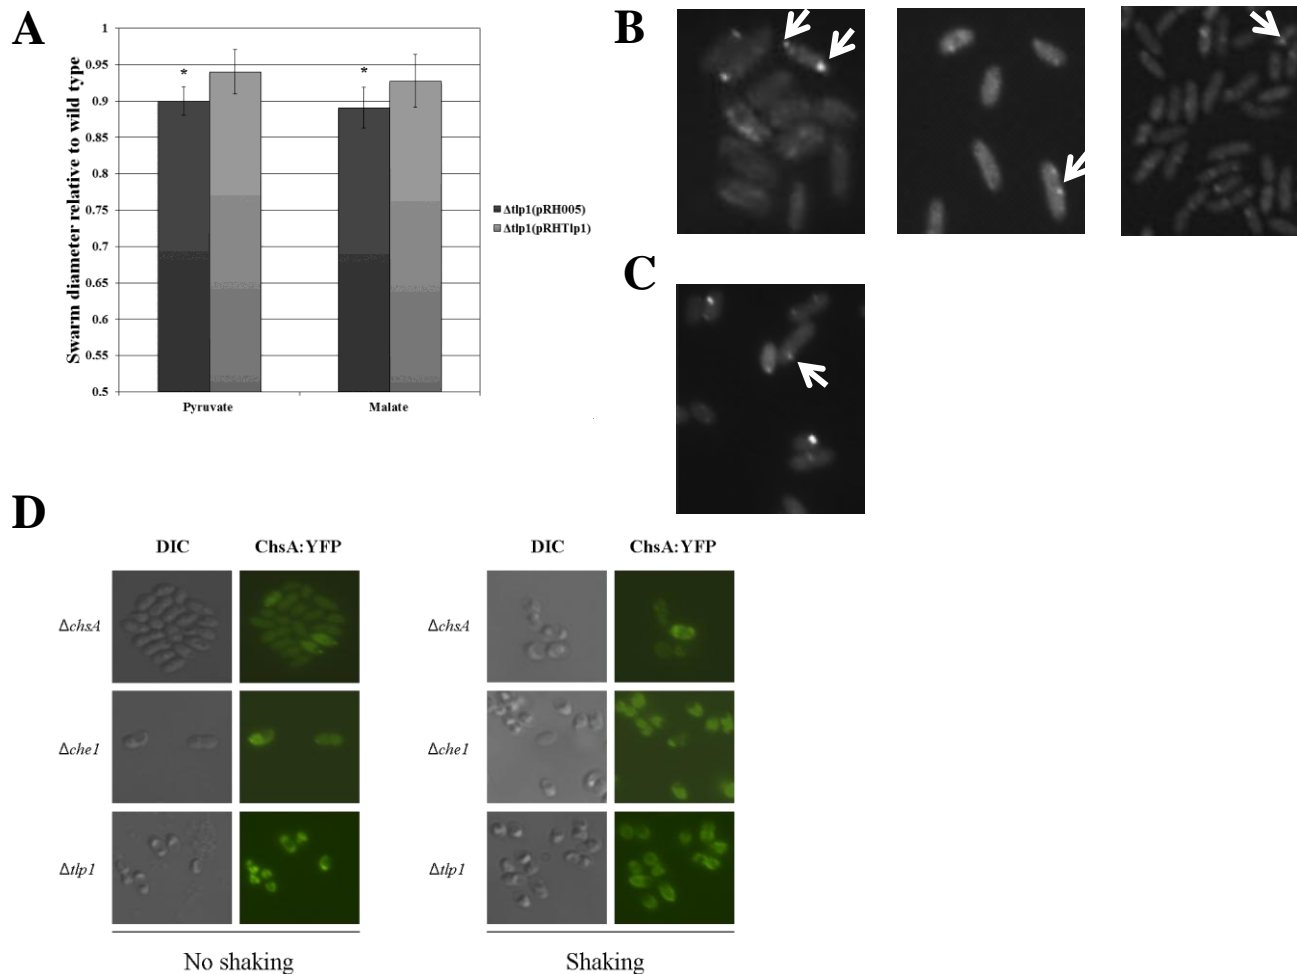 A
B
Swarm diameter relative to wild type
1
0.95
0.9
0.85
0.8
0.75
0.7
0.65
0.6
0.55
0.5
*
*
Pyruvate
Malate
Δtlp1(pRH005)
Δtlp1(pRHTlp1)
C
D
DIC
ChsA:YFP
DIC
ChsA:YFP
ΔchsA
ΔchsA
Δche1
Δche1
Δtlp1
Δtlp1
No shaking
Shaking